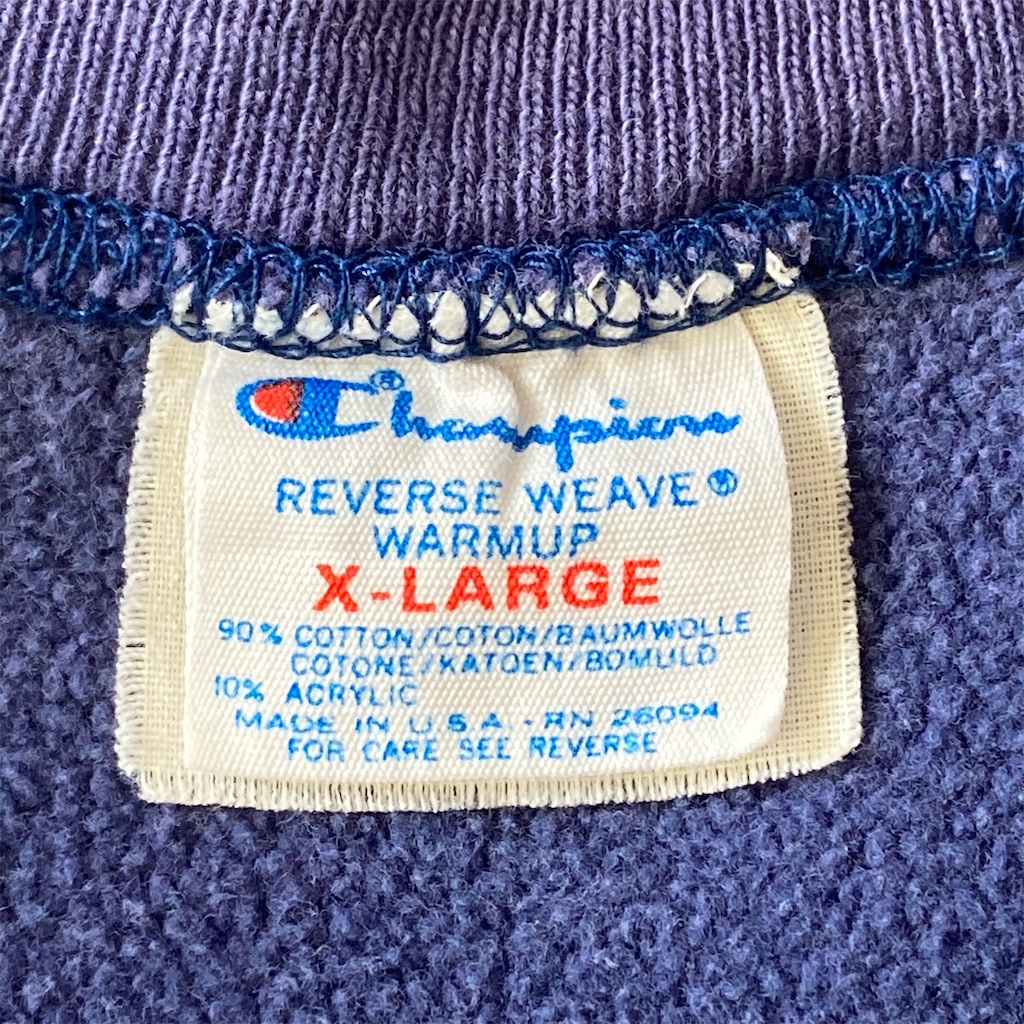 Champion®
REVERSE WEAVE®
WARMUP
X-LARGE
90% COTTON/COTON/BAUMWOLLE
COTONE/KATOEN/BOMULD
10% ACRYLIC
MADE IN U.S.A. - RN 26094
FOR CARE SEE REVERSE